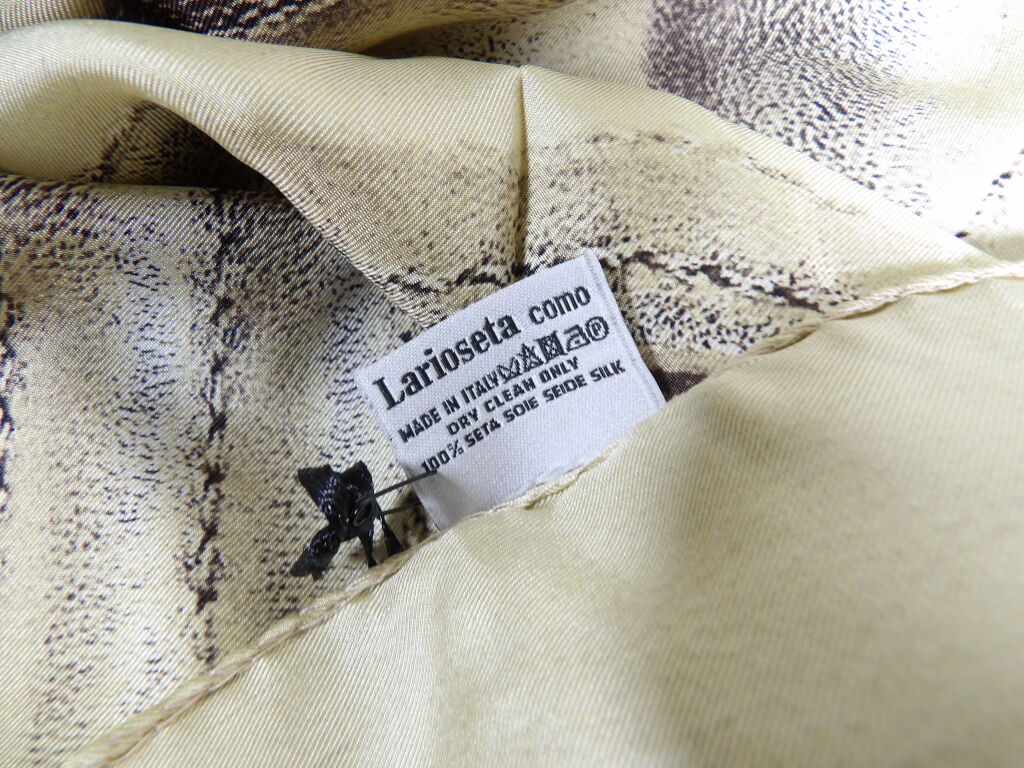 Larioseta como
MADE IN ITALY P
DRY CLEAN ONLY
100% SETA SOIE SEIDE SILK